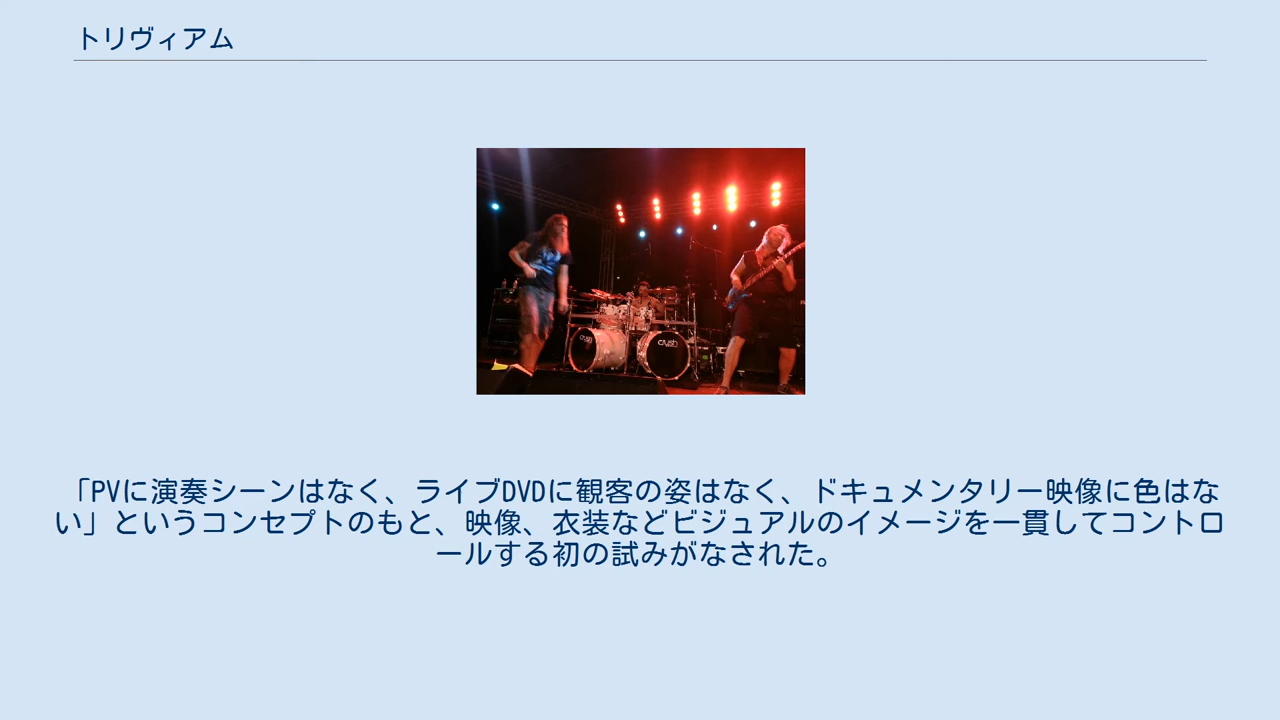 トリヴィアム
crush
crush
「PVに演奏シーンはなく、ライブDVDに観客の姿はなく、ドキュメンタリー映像に色はな
い」というコンセプトのもと、映像、衣装などビジュアルのイメージを一貫してコントロ
ールする初の試みがなされた。